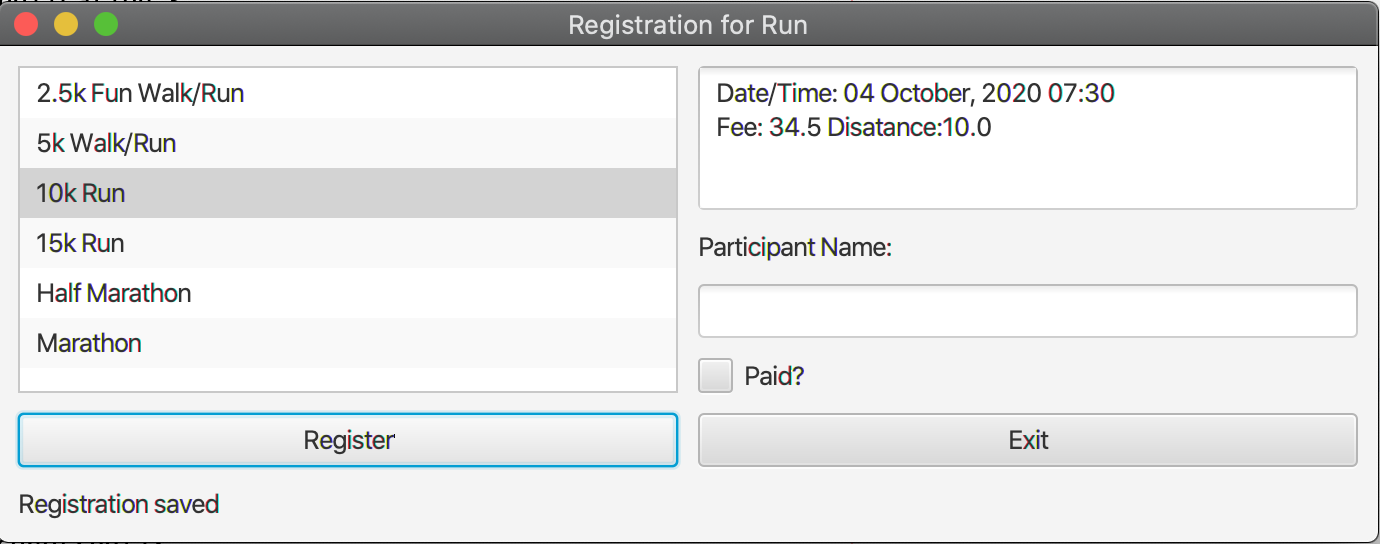 Registration for Run
2.5k Fun Walk/Run
5k Walk/Run
10k Run
15k Run
Half Marathon
Marathon
Date/Time: 04 October, 2020 07:30
Fee: 34.5 Disatance:10.0
Participant Name:
Paid?
Register
Exit
Registration saved